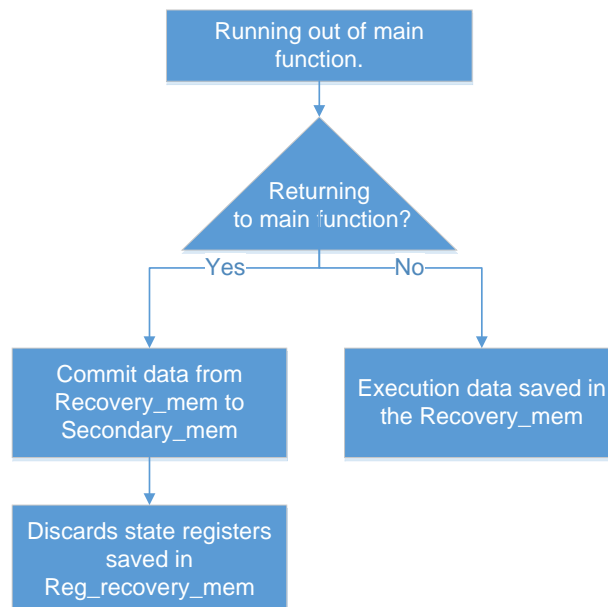 Running out of main
function.
Returning
to main function?
Yes
No
Commit data from
Recovery_mem to
Secondary_mem
Execution data saved in
the Recovery_mem
Discards state registers
saved in
Reg_recovery_mem